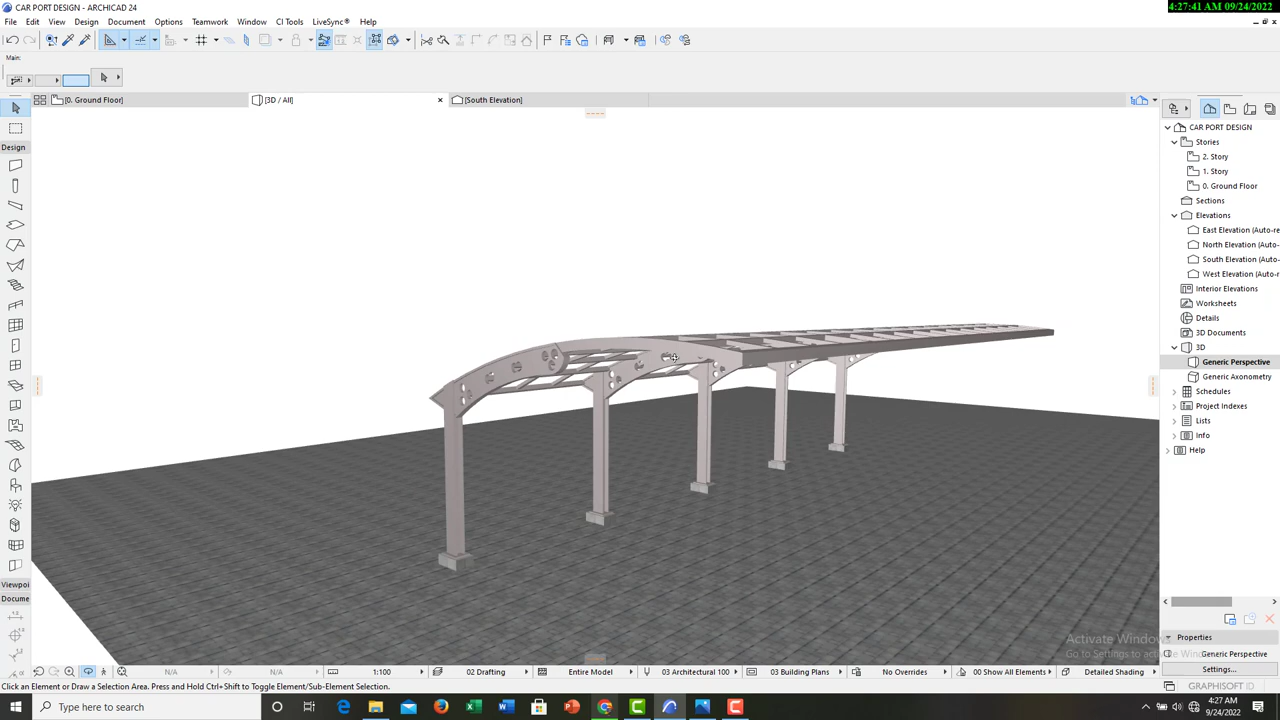 CAR PORT DESIGN - ARCHICAD 24
4:27:41 AM 09/24/2022
File Edit View Design Document Options Teamwork Window CI Tools LiveSync® Help
Main:
[0. Ground Floor]
[3D / All]
[South Elevation]
Design
CAR PORT DESIGN
Stories
2. Story
1. Story
0. Ground Floor
Sections
Elevations
East Elevation (Auto-re
North Elevation (Auto-
South Elevation (Auto-
West Elevation (Auto-r
Interior Elevations
Worksheets
Details
3D Documents
3D
Generic Perspective
Generic Axonometry
Schedules
Project Indexes
Lists
Info
Help
Viewpoi
Docume
Activate Windows
Go to Settings to activate Windows
Properties
Generic Perspective
Settings...
N/A
N/A
1:100
02 Drafting
Entire Model
03 Architectural 100
03 Building Plans
No Overrides
00 Show All Elements
Detailed Shading
Click an Element or Draw a Selection Area. Press and Hold Ctrl+Shift to Toggle Element/Sub-Element Selection.
GRAPHISOFT ID
Type here to search
4:27 AM
9/24/2022